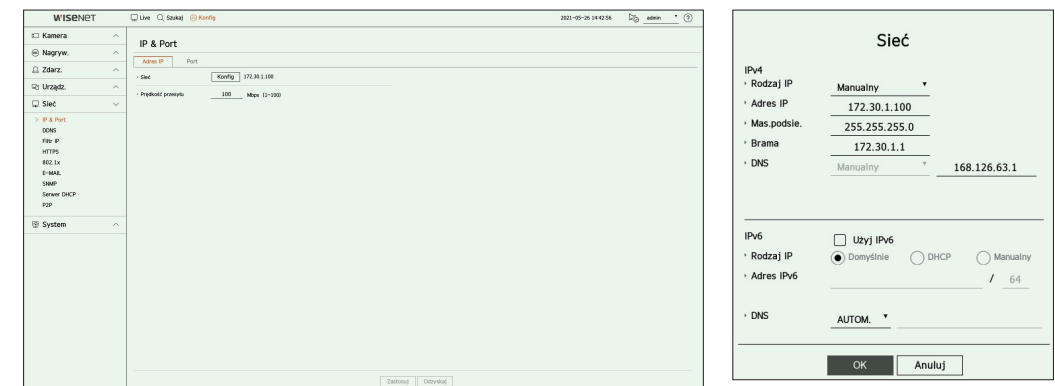 WISENET
Live Szukaj Konfig 2021-05-26 14:42:56 admin ?
Kamera
Nagryw.
Zdarz.
Urządz.
Sieć
> IP & Port
DDNS
Filtr IP
HTTPS
802.1x
E-MAIL
SNMP
Serwer DHCP
P2P
System
IP & Port
Adres IP Port
Sieć Konfig 172.30.1.100
Prędkość przesyłu 100 Mbps (1~100)
Zastosuj Odzyskaj
Sieć
IPv4
Rodzaj IP Manualny
Adres IP 172.30.1.100
Mas.podsie. 255.255.255.0
Brama 172.30.1.1
DNS Manualny 168.126.63.1
IPv6 Użyj IPv6
Rodzaj IP Domyślnie DHCP Manualny
Adres IPv6 / 64
DNS AUTOM.
OK Anuluj